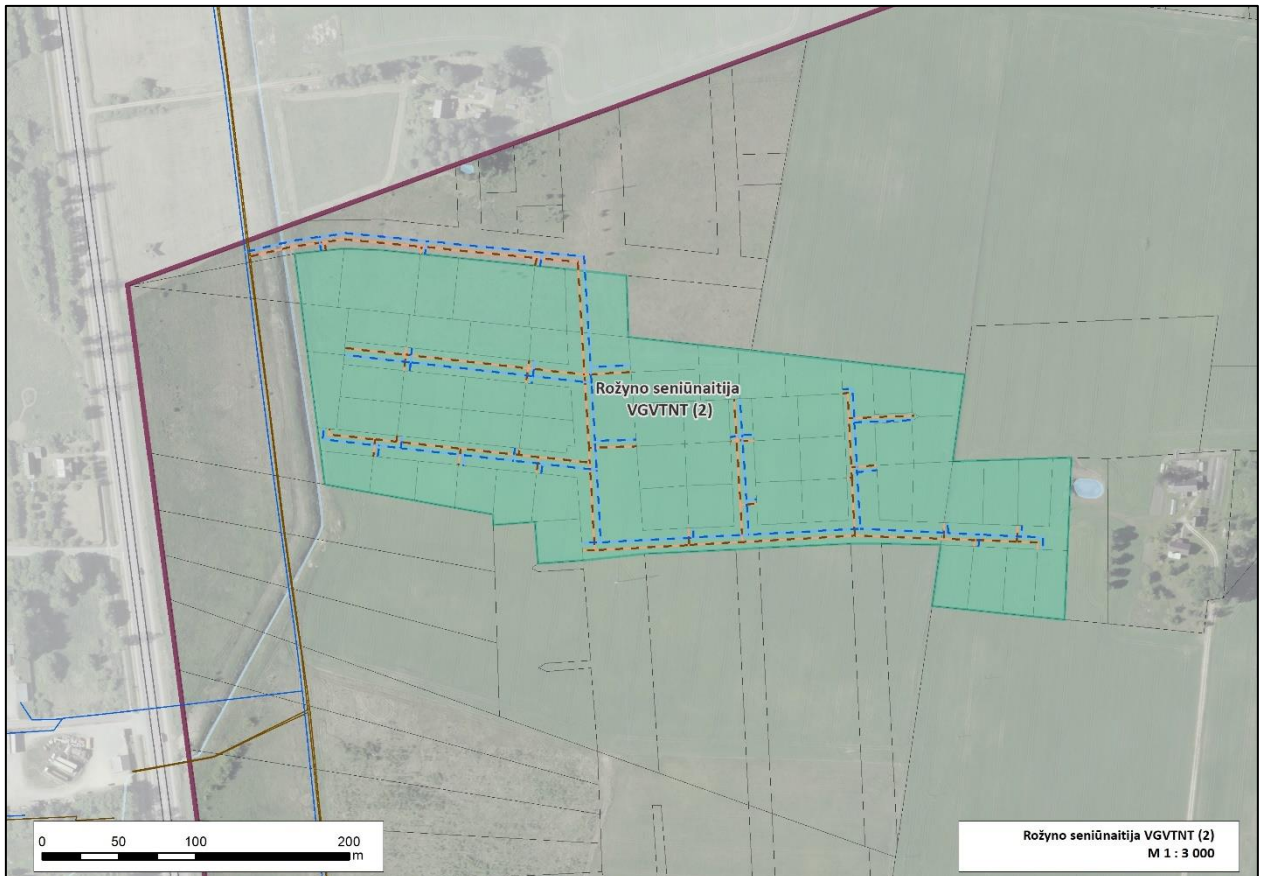 Rožyno seniūnaitija
VGVTNT (2)
0 50 100 200
m
Rožyno seniūnaitija VGVTNT (2)
M 1 : 3 000